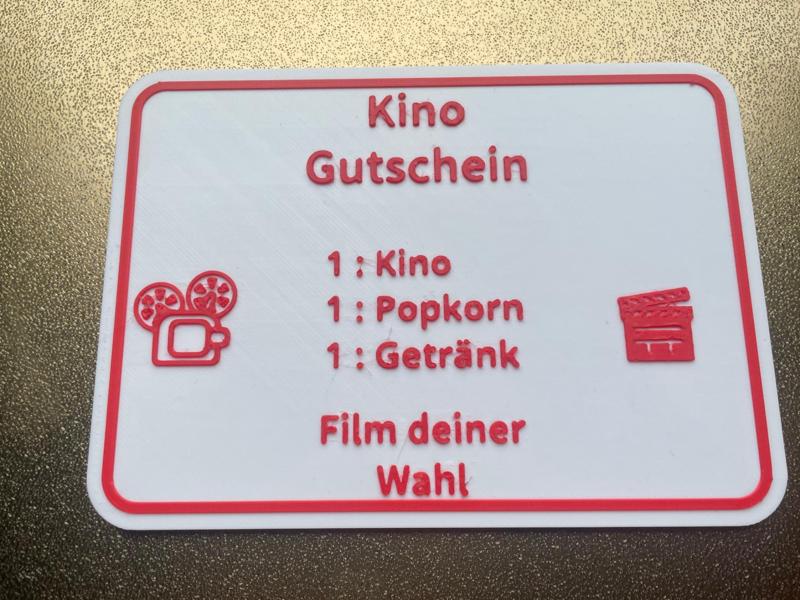 Kino
Gutschein
1 : Kino
1 : Popkorn
1 : Getränk
Film deiner
Wahl